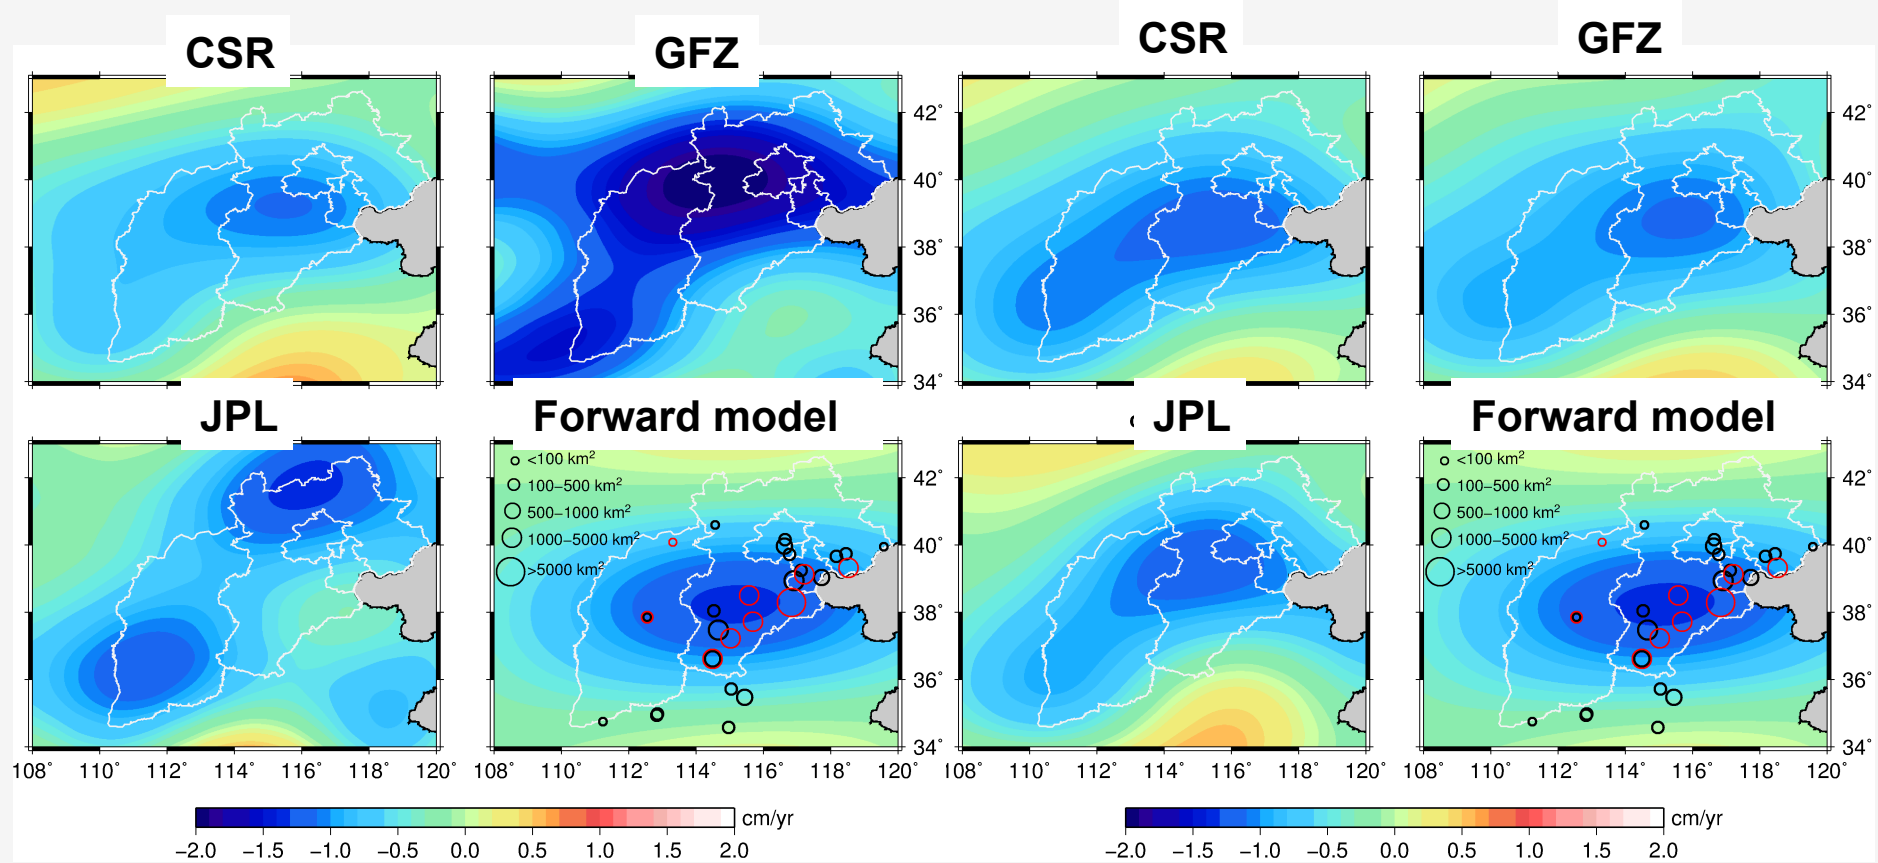 CSR GFZ CSR GFZ
42° 42°
40° 40°
38° 38°
36° 36°
34° 34°
JPL Forward model JPL Forward model
<100 km² <100 km²
42° 42°
100–500 km² 100–500 km²
500–1000 km² 500–1000 km²
1000–5000 km² 1000–5000 km²
40° 40°
>5000 km² >5000 km²
38° 38°
36° 36°
34° 34°
108° 110° 112° 114° 116° 118° 120° 108° 110° 112° 114° 116° 118° 120° 108° 110° 112° 114° 116° 118° 120° 108° 110° 112° 114° 116° 118° 120°
cm/yr cm/yr
−2.0 −1.5 −1.0 −0.5 0.0 0.5 1.0 1.5 2.0 −2.0 −1.5 −1.0 −0.5 0.0 0.5 1.0 1.5 2.0